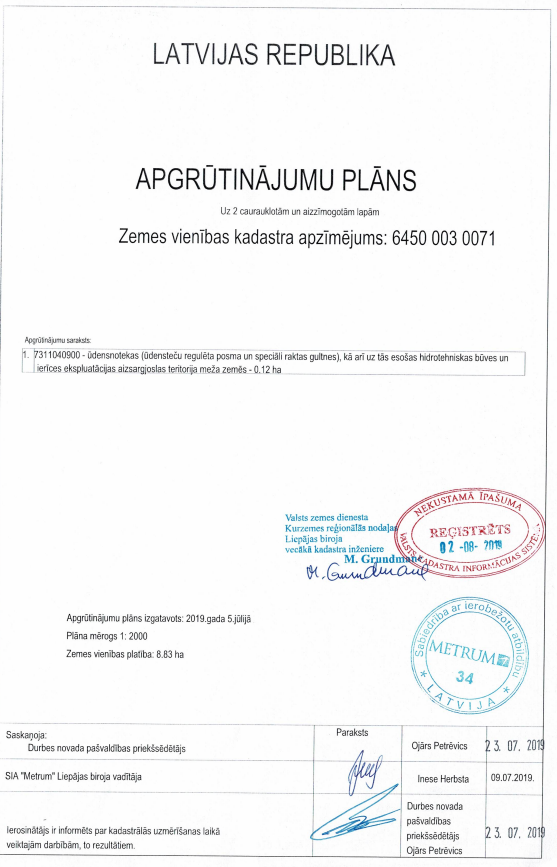 LATVIJAS REPUBLIKA
APGRŪTINĀJUMU PLĀNS
Uz 2 caurauklotām un aizzīmogotām lapām
Zemes vienības kadastra apzīmējums: 6450 003 0071
Apgrūtinājumu saraksts:
1. 7311040900 - ūdensnotekas (ūdensteču regulēta posma un speciāli raktas gultnes), kā arī uz tās esošas hidrotehniskas būves un
ierīces ekspluatācijas aizsargjoslas teritorija meža zemēs - 0.12 ha
Valsts zemes dienesta
Kurzemes reģionālās nodaļas
Liepājas biroja
vecākā kadastra inženiere
M. Grundmane
M. Grundmane
NEKUSTAMĀ ĪPAŠUMA
REĢISTRĒTS
02 -08- 2019
VALSTS KADASTRA INFORMĀCIJAS SISTĒMĀ
Apgrūtinājumu plāns izgatavots: 2019.gada 5.jūlijā
Plāna mērogs 1: 2000
Zemes vienības platība: 8.83 ha
Sabiedrība ar ierobežotu atbildību
METRUM
34
* LATVIJA *
Saskaņoja:
Durbes novada pašvaldības priekšsēdētājs
Paraksts
Ojārs Petrēvics
23. 07. 2019
SIA "Metrum" Liepājas biroja vadītāja
Inese Herbsta
09.07.2019.
Ierosinātājs ir informēts par kadastrālās uzmērīšanas laikā
veiktajām darbībām, to rezultātiem.
Durbes novada
pašvaldības
priekšsēdētājs
Ojārs Petrēvics
23. 07. 2019